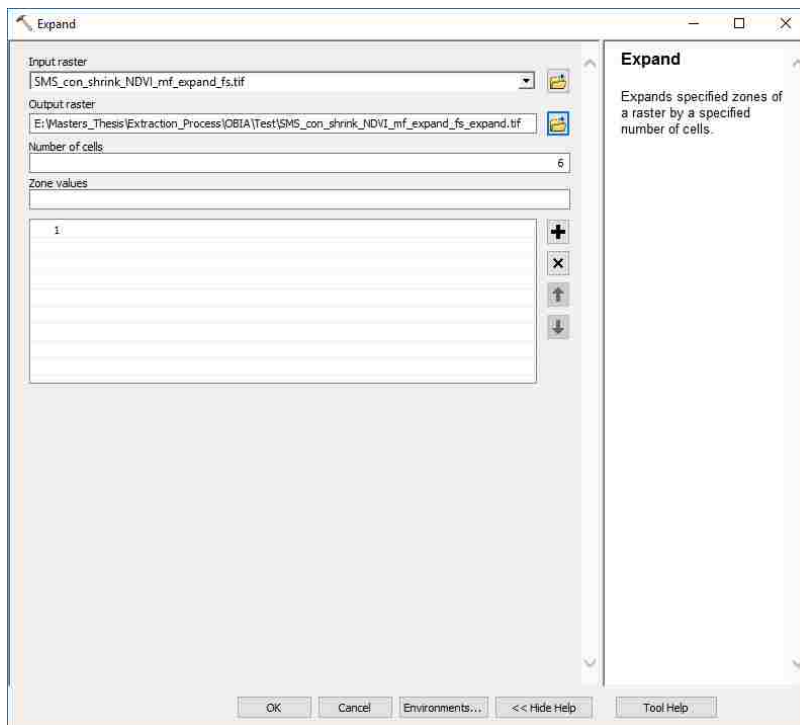 Expand
Input raster
SMS_con_shrink_NDVI_mf_expand_fs.tif
Output raster
E:\Masters_Thesis\Extraction_Process\OBIA\Test\SMS_con_shrink_NDVI_mf_expand_fs_expand.tif
Number of cells
6
Zone values
1
OK
Cancel
Environments...
<< Hide Help
Expand
Expands specified zones of
a raster by a specified
number of cells.
Tool Help